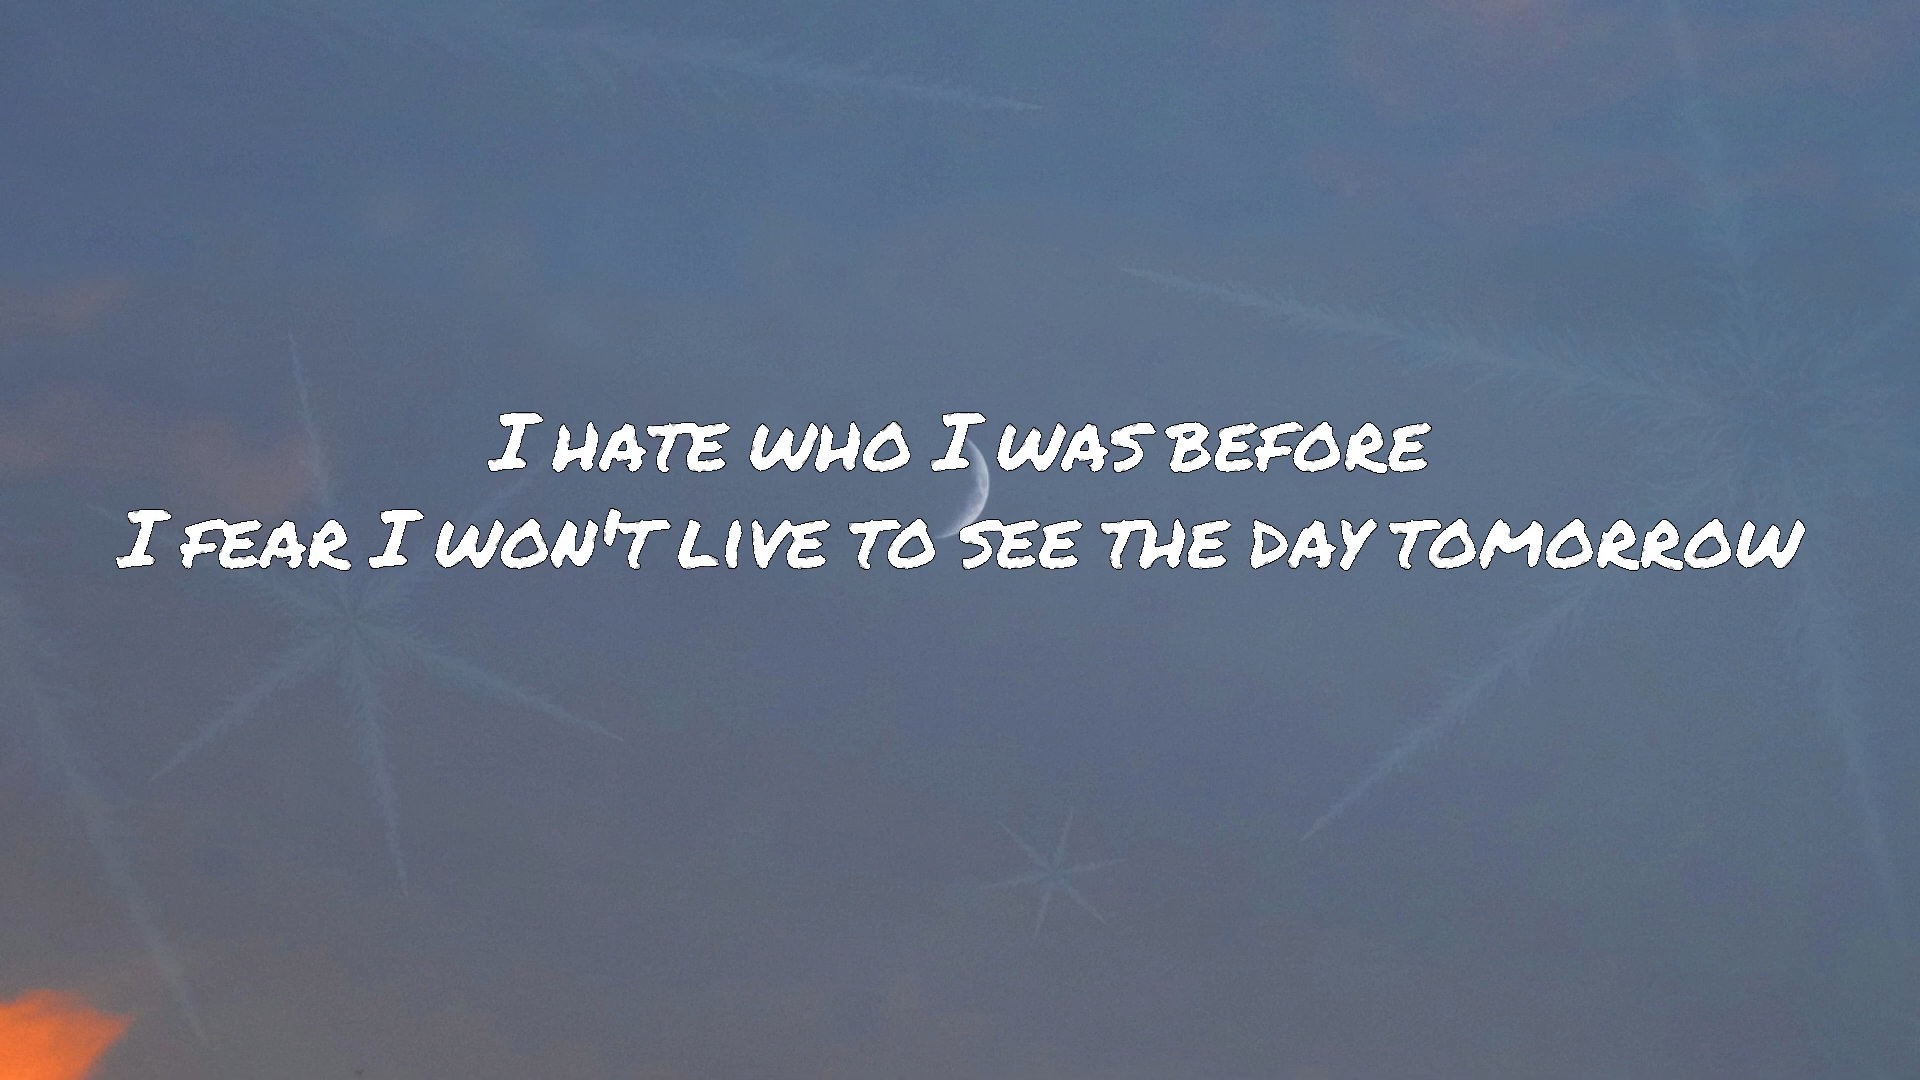 I hate who I was before
I fear I won't live to see the day tomorrow